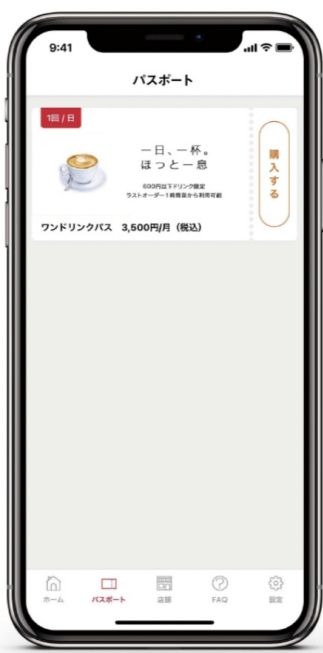 9:41
パスポート
1回 / 日
一日、一杯。
ほっと一息
600円以下ドリンク限定
ラストオーダー1時間前から利用可能
購入する
ワンドリンクパス 3,500円/月（税込）
ホーム
パスポート
店舗
FAQ
設定